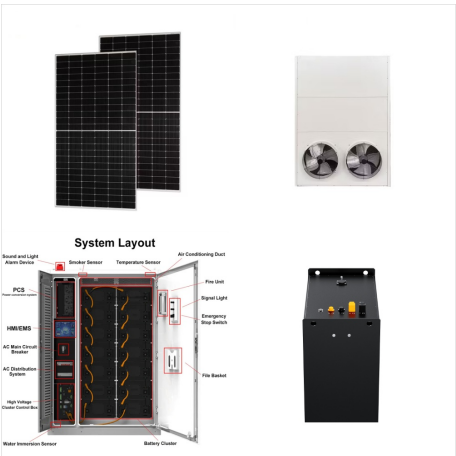 System Layout
Sound and Light
Alarm Device
Smoker Sensor
Temperature Sensor
Air Conditioning Duct
PCS
Power conversion system
HMI/EMS
AC Main Circuit
Breaker
AC Distribution
System
High Voltage
Cluster Control Box
Water Immersion Sensor
Battery Cluster
Fire Unit
Signal Light
Emergency
Stop Switch
File Basket